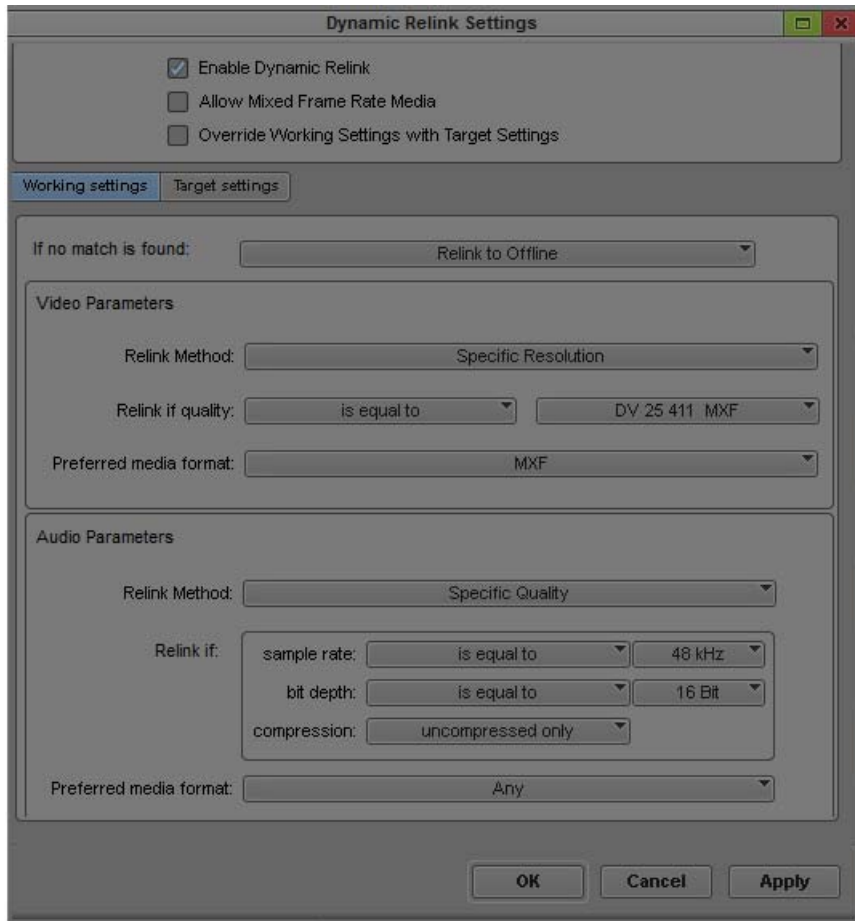 Dynamic Relink Settings
Enable Dynamic Relink
Allow Mixed Frame Rate Media
Override Working Settings with Target Settings
Working settings Target settings
If no match is found: Relink to Offline
Video Parameters
Relink Method: Specific Resolution
Relink if quality: is equal to DV 25 411 MXF
Preferred media format: MXF
Audio Parameters
Relink Method: Specific Quality
Relink if: sample rate: is equal to 48 kHz
bit depth: is equal to 16 Bit
compression: uncompressed only
Preferred media format: Any
OK Cancel Apply